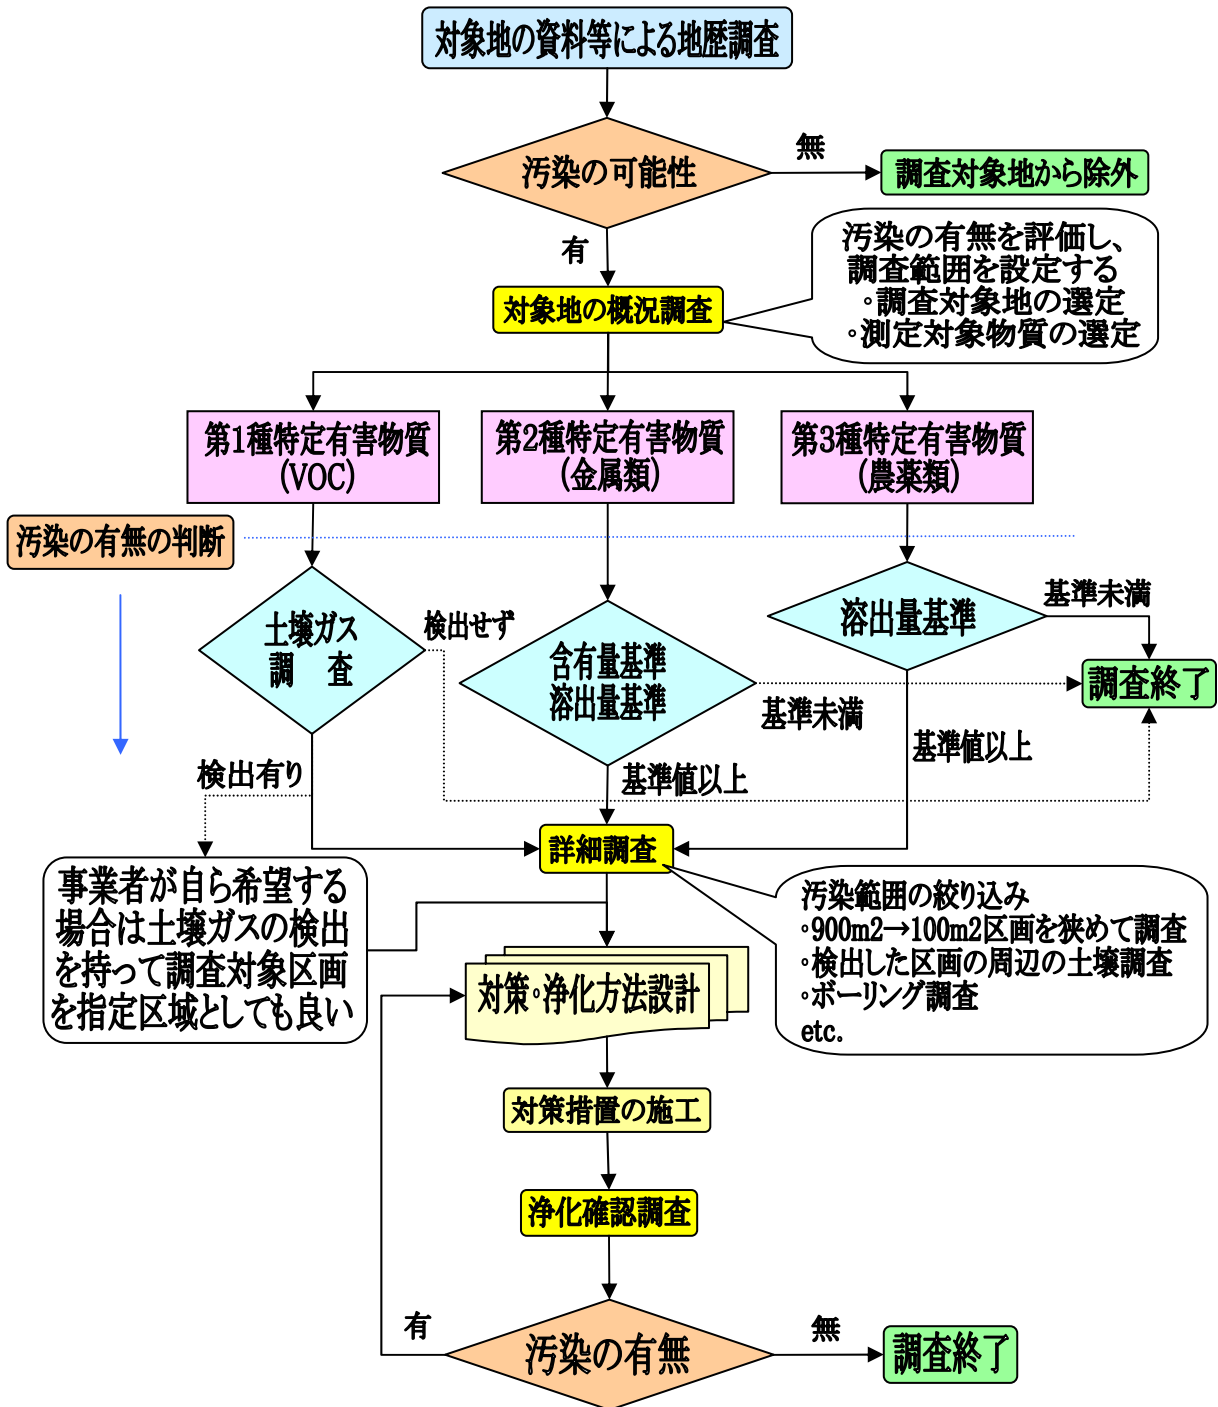 対象地の資料等による地歴調査
汚染の可能性
無
調査対象地から除外
有
汚染の有無を評価し、
調査範囲を設定する
・調査対象地の選定
・測定対象物質の選定
対象地の概況調査
第1種特定有害物質
(VOC)
第2種特定有害物質
(金属類)
第3種特定有害物質
(農薬類)
汚染の有無の判断
土壌ガス
調　査
検出せず
含有量基準
溶出量基準
基準未満
溶出量基準
基準未満
調査終了
検出有り
基準値以上
基準値以上
詳細調査
事業者が自ら希望する
場合は土壌ガスの検出
を持って調査対象区画
を指定区域としても良い
汚染範囲の絞り込み
・900m2→100m2区画を狭めて調査
・検出した区画の周辺の土壌調査
・ボーリング調査
etc.
対策・浄化方法設計
対策措置の施工
浄化確認調査
汚染の有無
有
無
調査終了